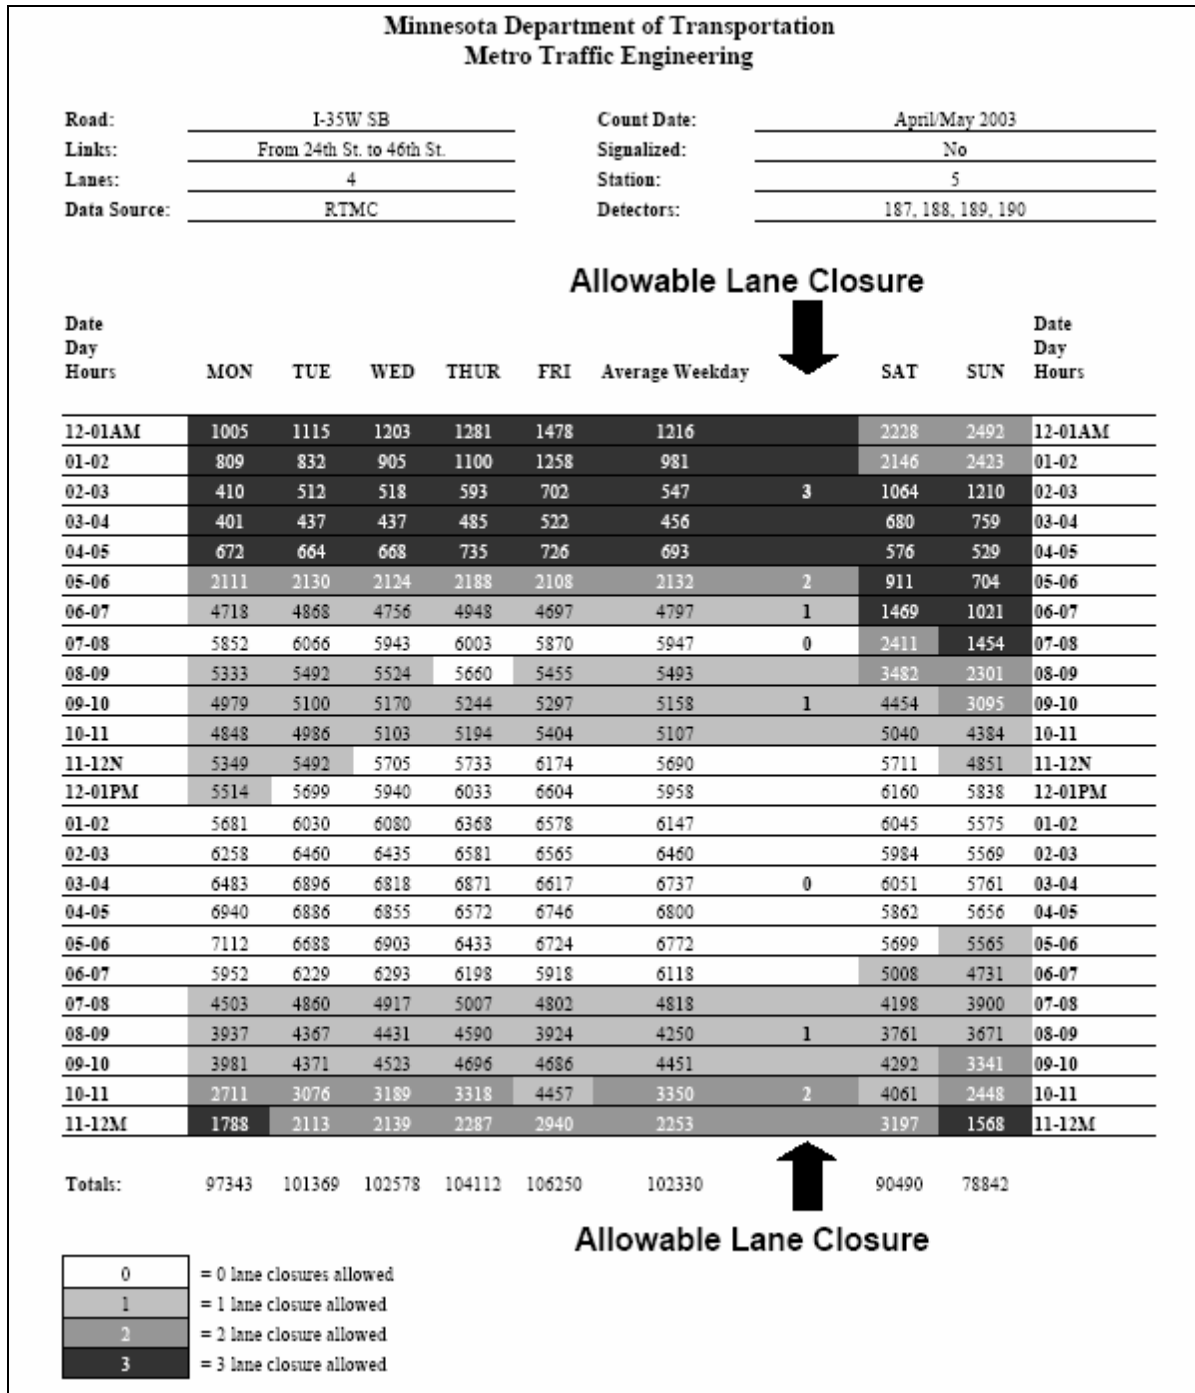 Minnesota Department of Transportation
Metro Traffic Engineering
Road: I-35W SB Count Date: April/May 2003
Links: From 24th St. to 46th St. Signalized: No
Lanes: 4 Station: 5
Data Source: RTMC Detectors: 187, 188, 189, 190
Allowable Lane Closure
Date Date
Day Day
Hours MON TUE WED THUR FRI Average Weekday SAT SUN Hours
12-01AM 1005 1115 1203 1281 1478 1216 2228 2492 12-01AM
01-02 809 832 905 1100 1258 981 2146 2423 01-02
02-03 410 512 518 593 702 547 3 1064 1210 02-03
03-04 401 437 437 485 522 456 680 759 03-04
04-05 672 664 668 735 726 693 576 529 04-05
05-06 2111 2130 2124 2188 2108 2132 2 911 704 05-06
06-07 4718 4868 4756 4948 4697 4797 1 1469 1021 06-07
07-08 5852 6066 5943 6003 5870 5947 0 2411 1454 07-08
08-09 5333 5492 5524 5660 5455 5493 3482 2301 08-09
09-10 4979 5100 5170 5244 5297 5158 1 4454 3095 09-10
10-11 4848 4986 5103 5194 5404 5107 5040 4384 10-11
11-12N 5349 5492 5705 5733 6174 5690 5711 4851 11-12N
12-01PM 5514 5699 5940 6033 6604 5958 6160 5838 12-01PM
01-02 5681 6030 6080 6368 6578 6147 6045 5575 01-02
02-03 6258 6460 6435 6581 6565 6460 5984 5569 02-03
03-04 6483 6896 6818 6871 6617 6737 0 6051 5761 03-04
04-05 6940 6886 6855 6572 6746 6800 5862 5656 04-05
05-06 7112 6688 6903 6433 6724 6772 5699 5565 05-06
06-07 5952 6229 6293 6198 5918 6118 5008 4731 06-07
07-08 4503 4860 4917 5007 4802 4818 4198 3900 07-08
08-09 3937 4367 4431 4590 3924 4250 1 3761 3671 08-09
09-10 3981 4371 4523 4696 4686 4451 4292 3341 09-10
10-11 2711 3076 3189 3318 4457 3350 2 4061 2448 10-11
11-12M 1788 2113 2139 2287 2940 2253 3197 1568 11-12M
Totals: 97343 101369 102578 104112 106250 102330 90490 78842
Allowable Lane Closure
0 = 0 lane closures allowed
1 = 1 lane closure allowed
2 = 2 lane closure allowed
3 = 3 lane closure allowed